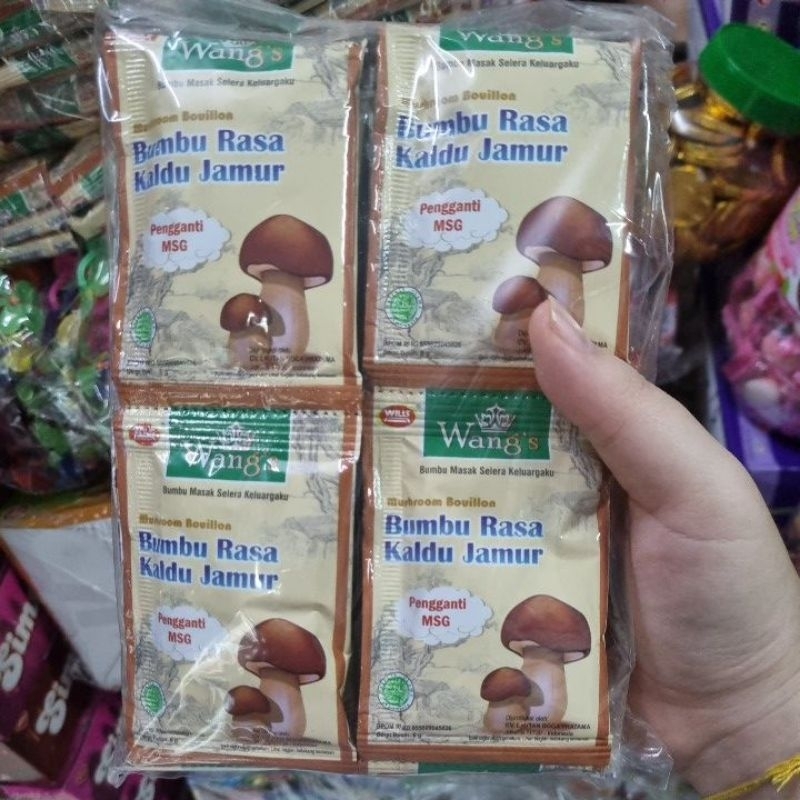 Wang's
Bumbu Masak Selera Keluargaku
Mushroom Bouillon
Bumbu Rasa
Kaldu Jamur
Pengganti
MSG
Wang's
Bumbu Masak Selera Keluargaku
Mushroom Bouillon
Bumbu Rasa
Kaldu Jamur
Pengganti
MSG
Wang's
Bumbu Masak Selera Keluargaku
Mushroom Bouillon
Bumbu Rasa
Kaldu Jamur
Pengganti
MSG
WILLS
Wang's
Bumbu Masak Selera Keluargaku
Mushroom Bouillon
Bumbu Rasa
Kaldu Jamur
Pengganti
MSG
Sim